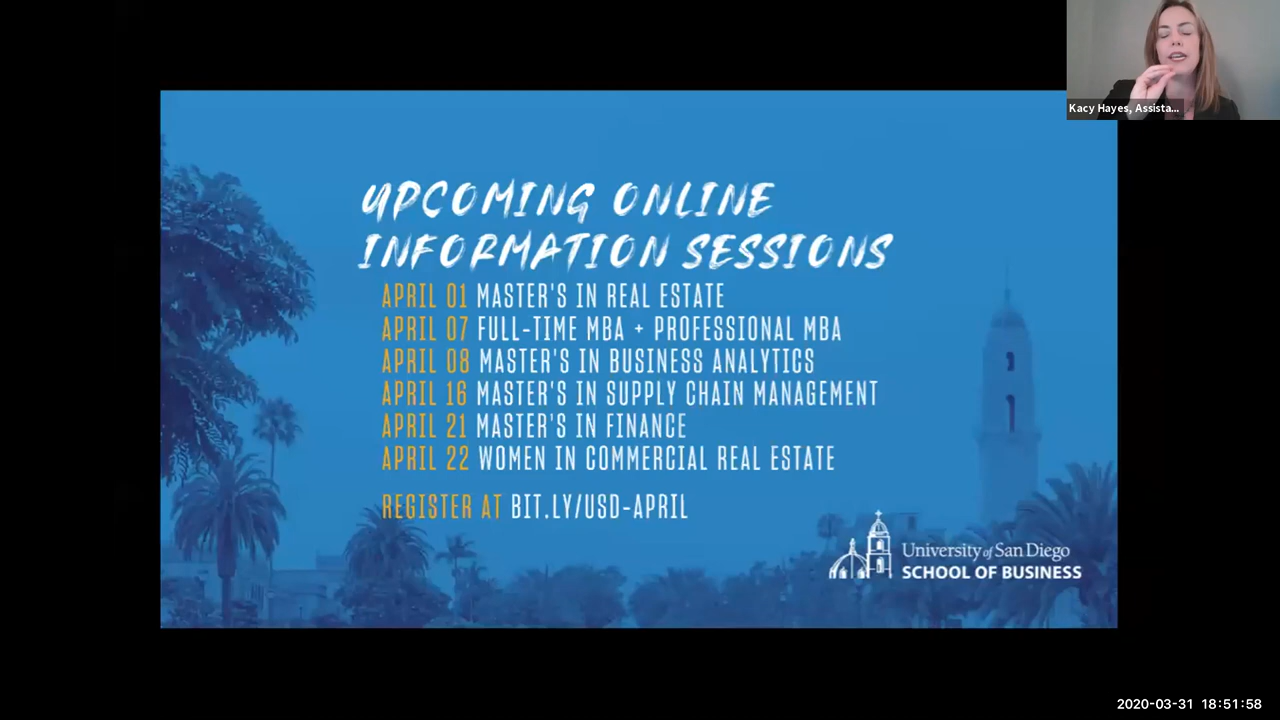 Kacy Hayes, Assista...
UPCOMING ONLINE
INFORMATION SESSIONS
APRIL 01 MASTER'S IN REAL ESTATE
APRIL 07 FULL-TIME MBA + PROFESSIONAL MBA
APRIL 08 MASTER'S IN BUSINESS ANALYTICS
APRIL 16 MASTER'S IN SUPPLY CHAIN MANAGEMENT
APRIL 21 MASTER'S IN FINANCE
APRIL 22 WOMEN IN COMMERCIAL REAL ESTATE
REGISTER AT BIT.LY/USD-APRIL
University of San Diego
SCHOOL OF BUSINESS
2020-03-31 18:51:58